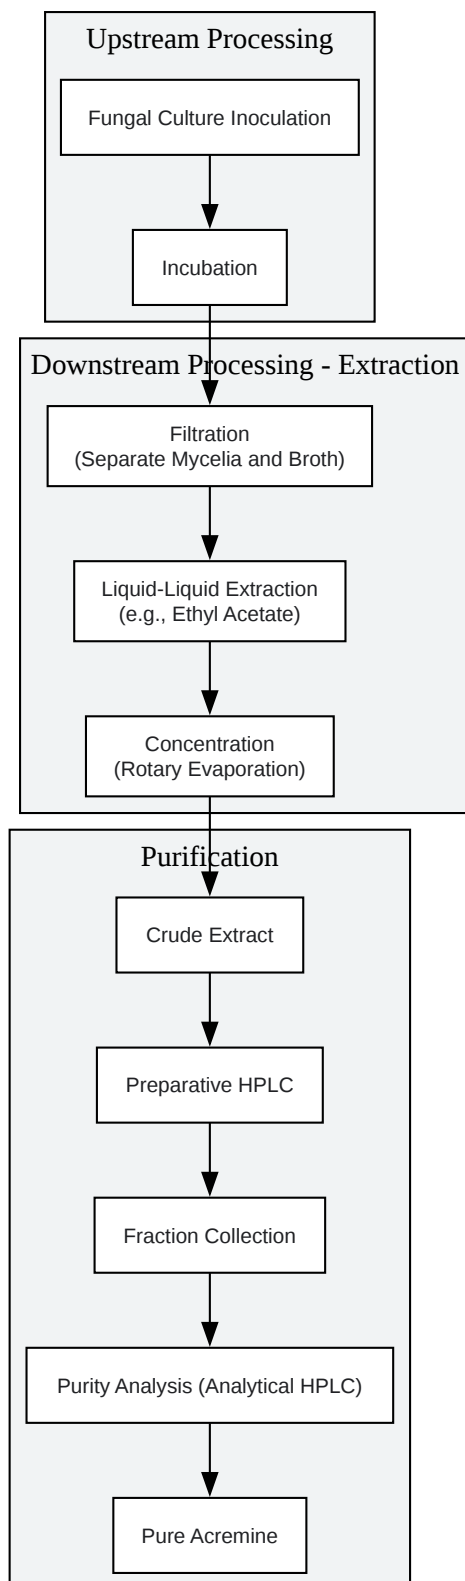 Upstream Processing
Fungal Culture Inoculation
Incubation
Downstream Processing - Extraction
Filtration
(Separate Mycelia and Broth)
Liquid-Liquid Extraction
(e.g., Ethyl Acetate)
Concentration
(Rotary Evaporation)
Purification
Crude Extract
Preparative HPLC
Fraction Collection
Purity Analysis (Analytical HPLC)
Pure Acremine